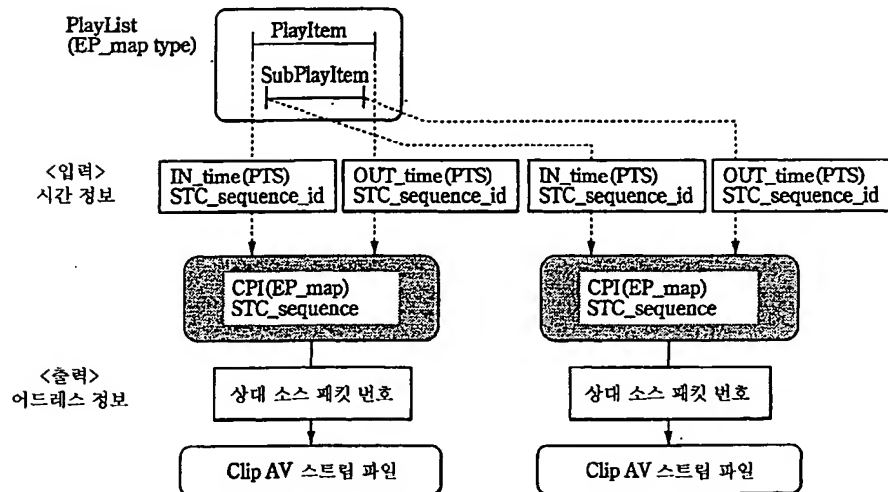 PlayList
(EP_map type)
PlayItem
SubPlayItem
<입력>
시간 정보
IN_time(PTS)
STC_sequence_id
OUT_time(PTS)
STC_sequence_id
IN_time(PTS)
STC_sequence_id
OUT_time(PTS)
STC_sequence_id
CPI(EP_map)
STC_sequence
CPI(EP_map)
STC_sequence
<출력>
어드레스 정보
상대 소스 패킷 번호
상대 소스 패킷 번호
Clip AV 스트림 파일
Clip AV 스트림 파일